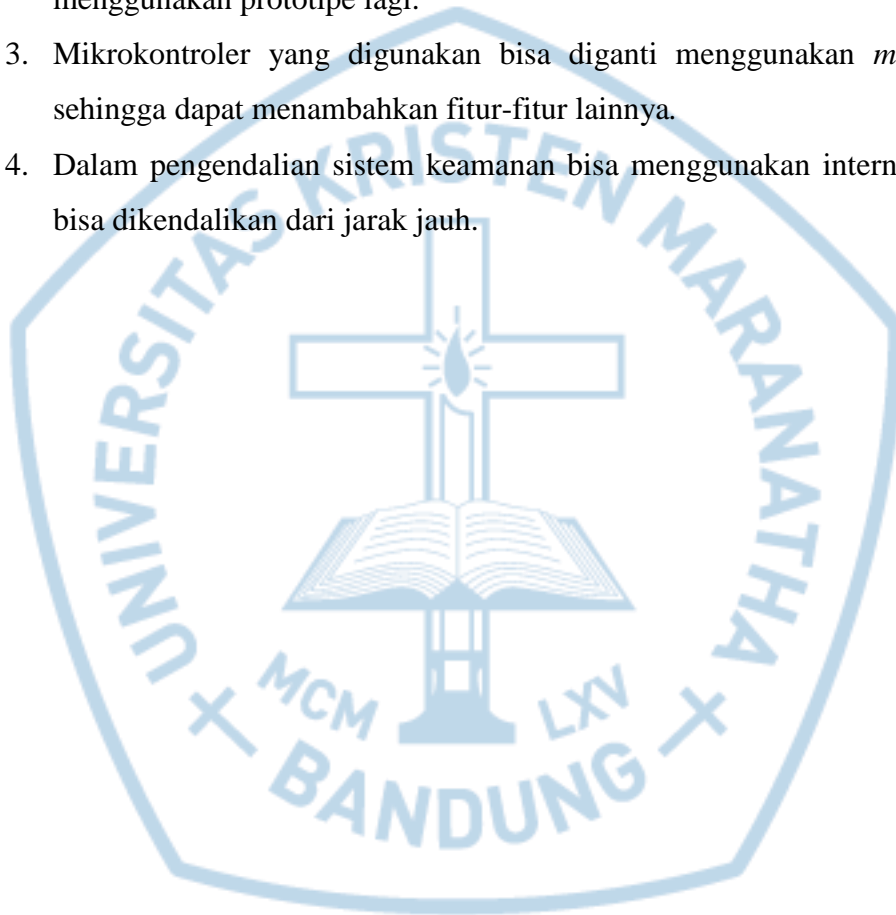 menggunakan prototipe lagi.
3. Mikrokontroler yang digunakan bisa diganti menggunakan
sehingga dapat menambahkan fitur-fitur lainnya.
4. Dalam pengendalian sistem keamanan bisa menggunakan
bisa dikendalikan dari jarak jauh.
UNIVERSITAS KRISTEN MARANATHA
MCM LXV
BANDUNG